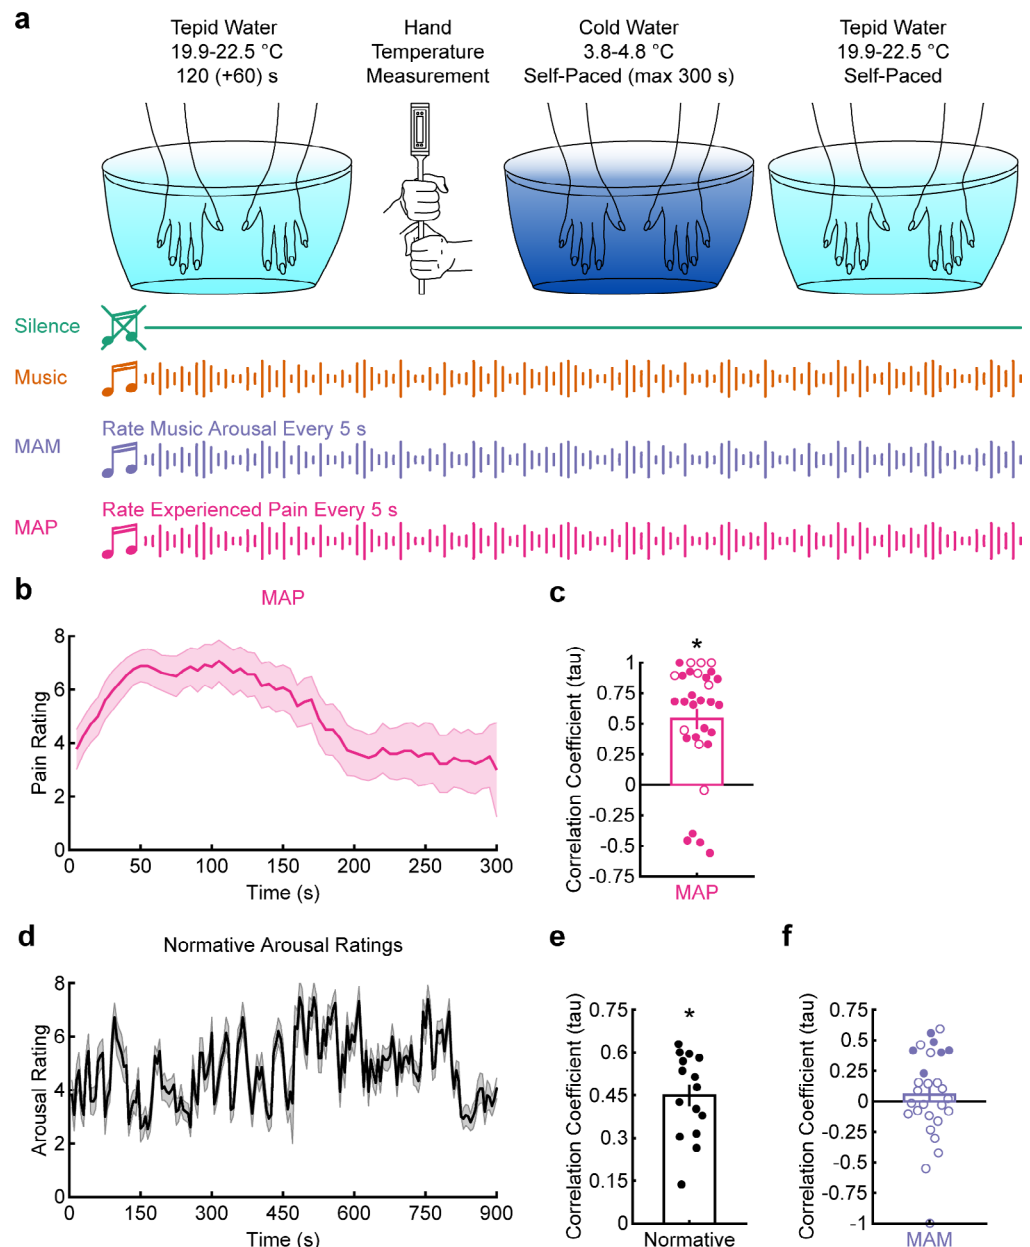 a
Tepid Water
19.9-22.5 °C
120 (+60) s
Hand
Temperature
Measurement
Cold Water
3.8-4.8 °C
Self-Paced (max 300 s)
Tepid Water
19.9-22.5 °C
Self-Paced
Silence
Music
MAM
Rate Music Arousal Every 5 s
MAP
Rate Experienced Pain Every 5 s
b
MAP
8
6
4
2
0
Pain Rating
0 50 100 150 200 300
Time (s)
c
*
1
0.75
0.5
0.25
0
-0.25
-0.5
-0.75
Correlation Coefficient (tau)
MAP
d
Normative Arousal Ratings
8
6
4
2
0
Arousal Rating
0 150 300 450 600 750 900
Time (s)
e
*
0.75
0.6
0.45
0.3
0.15
0
Correlation Coefficient (tau)
Normative
f
0.75
0.5
0.25
0
-0.25
-0.5
-0.75
-1
Correlation Coefficient (tau)
MAM